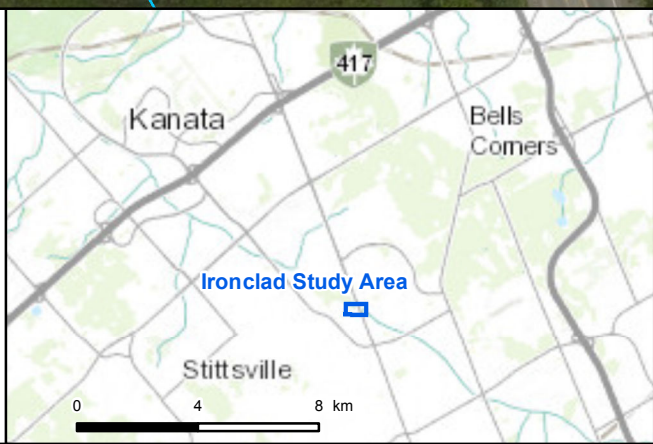 417
Kanata
Bells
Corners
Ironclad Study Area
Stittsville
0 4 8 km